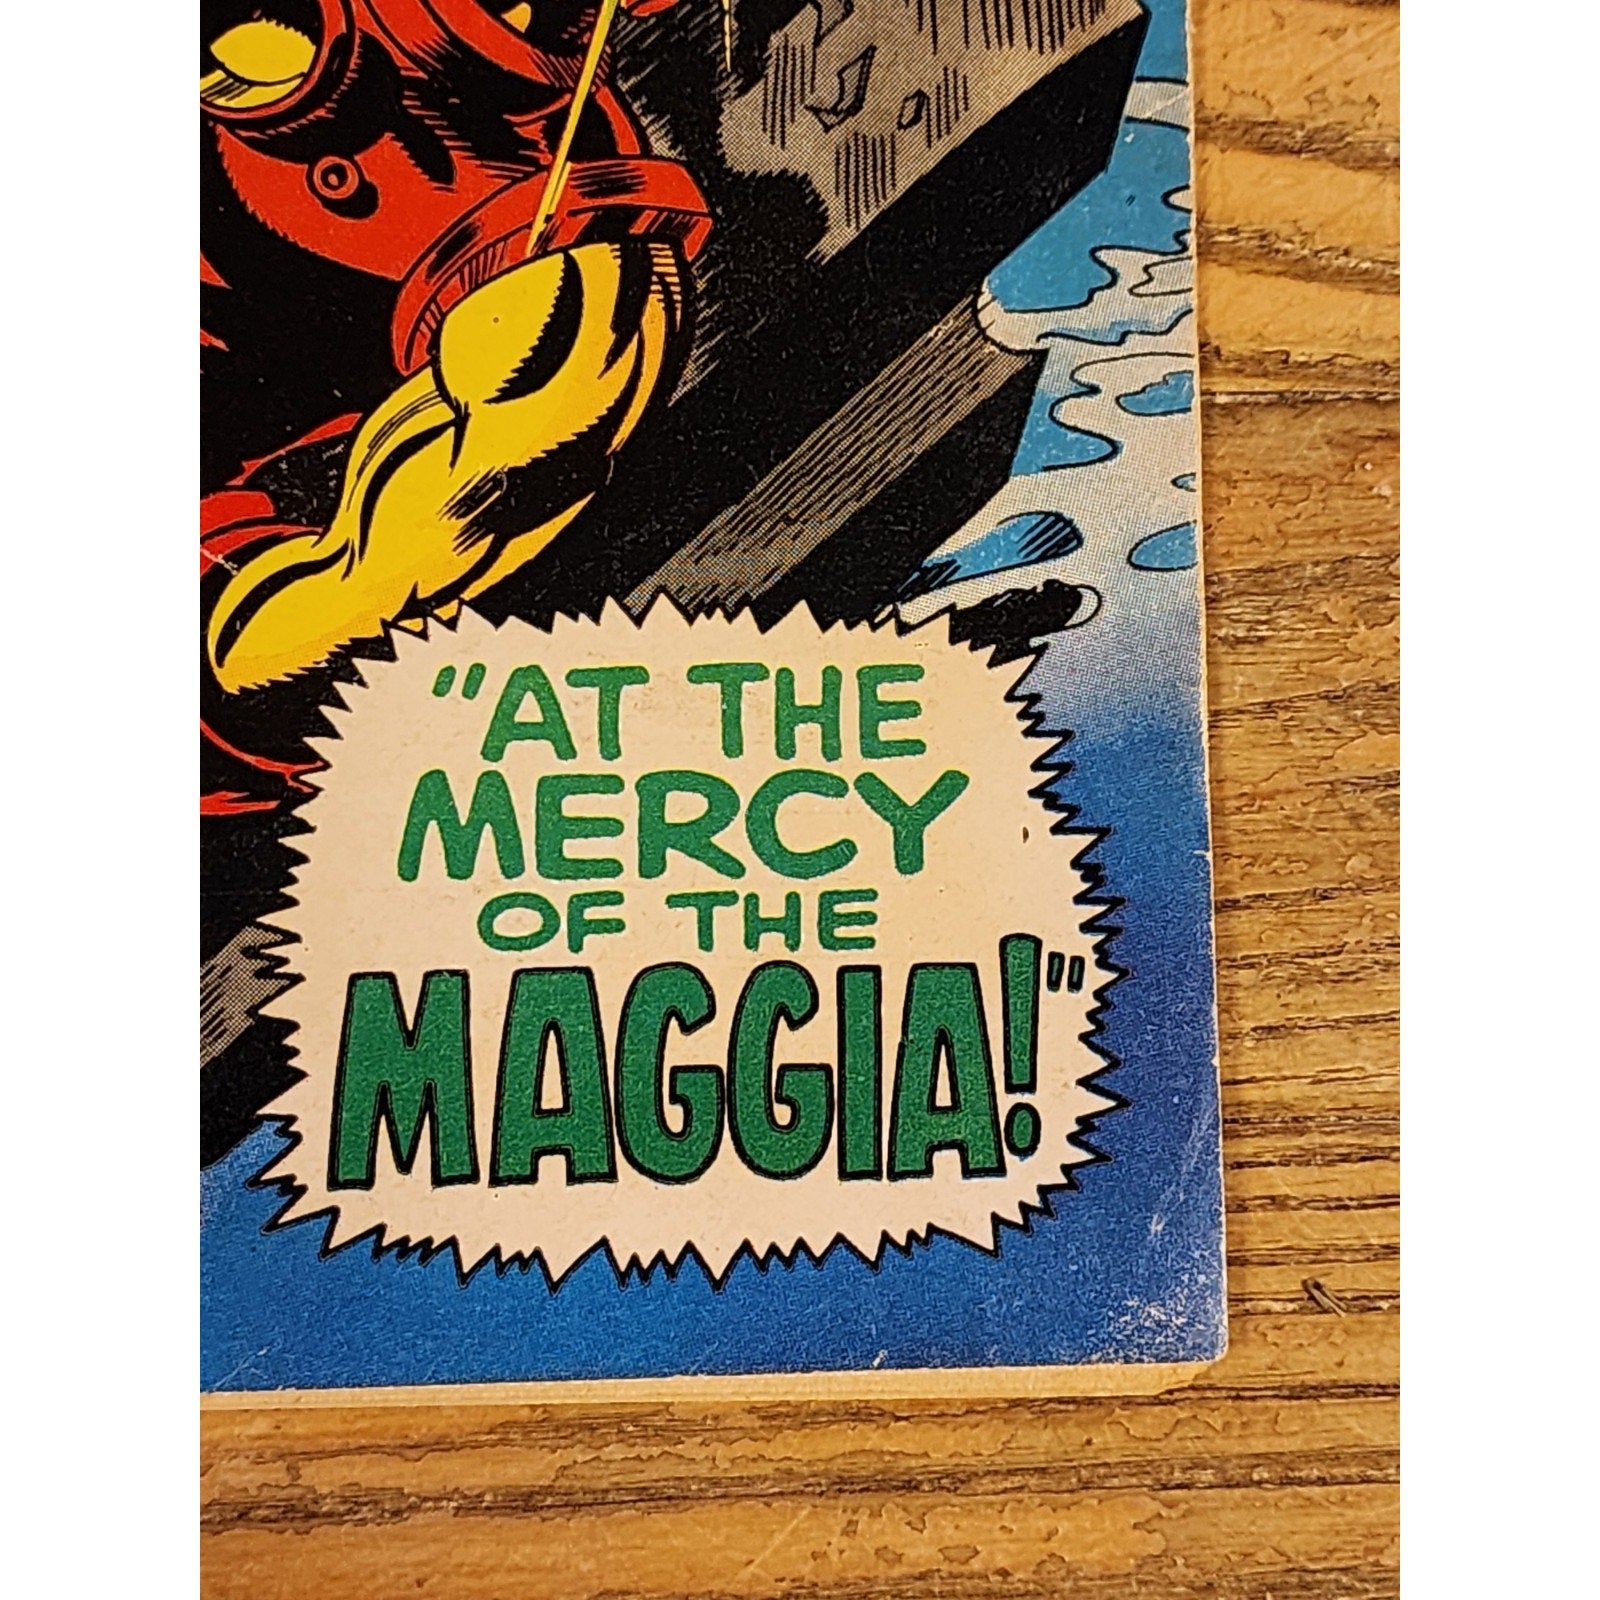 "AT THE
MERCY
OF THE
MAGGIA!"